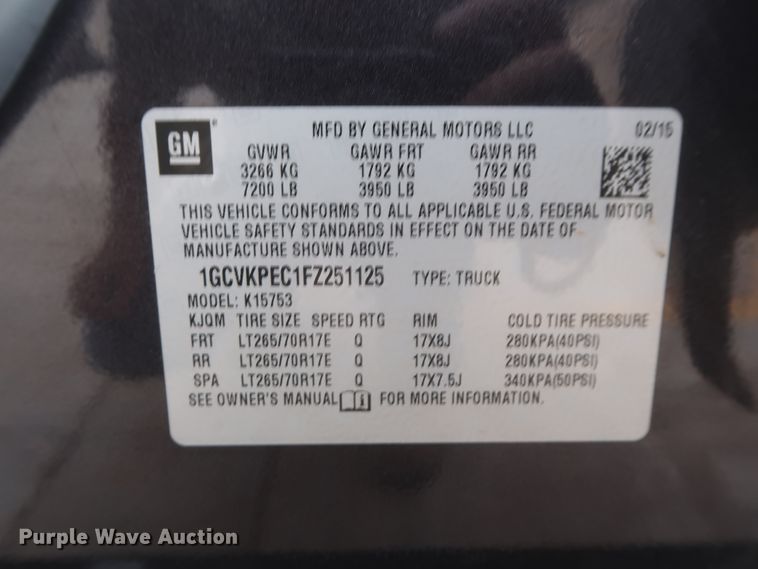 GM
MFD BY GENERAL MOTORS LLC 02/15
GVWR GAWR FRT GAWR RR
3266 KG 1792 KG 1792 KG
7200 LB 3950 LB 3950 LB
THIS VEHICLE CONFORMS TO ALL APPLICABLE U.S. FEDERAL MOTOR
VEHICLE SAFETY STANDARDS IN EFFECT ON THE DATE OF
MANUFACTURE SHOWN ABOVE.
1GCVKPEC1FZ251125 TYPE: TRUCK
MODEL: K15753
KJQM TIRE SIZE SPEED RTG RIM COLD TIRE PRESSURE
FRT LT265/70R17E Q 17X8J 280KPA(40PSI)
RR LT265/70R17E Q 17X8J 280KPA(40PSI)
SPA LT265/70R17E Q 17X7.5J 340KPA(50PSI)
SEE OWNER'S MANUAL FOR MORE INFORMATION.
Purple Wave Auction